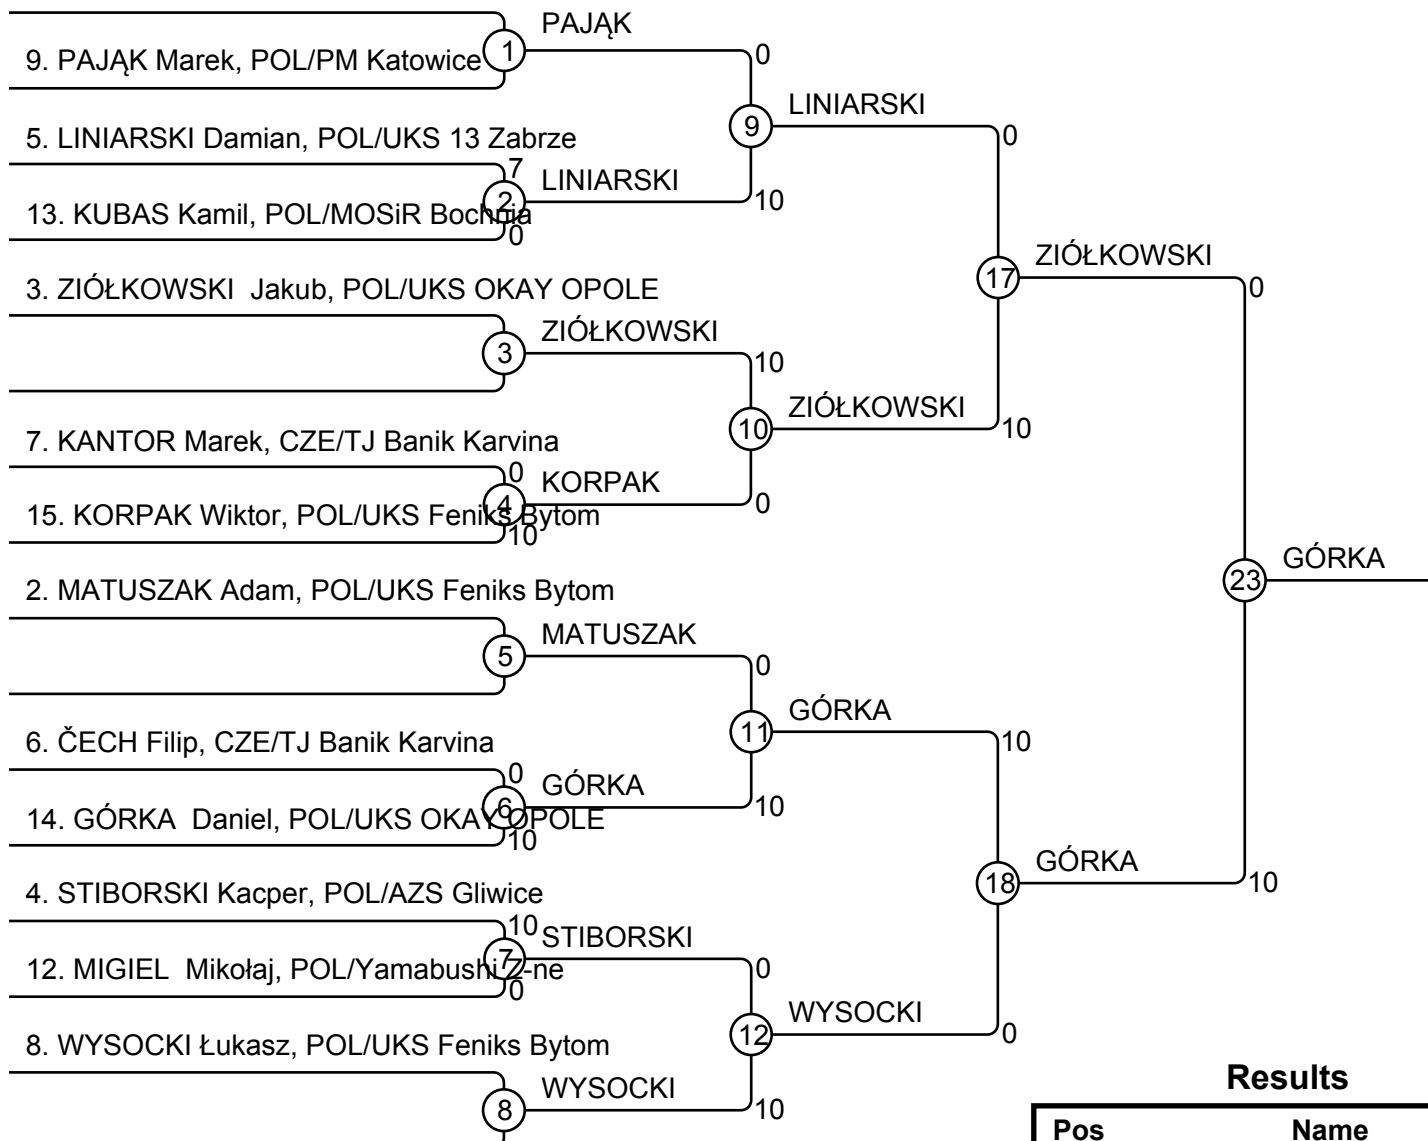 PAJĄK
9. PAJĄK Marek, POL/PM Katowice
1
0
LINIARSKI
9
0
5. LINIARSKI Damian, POL/UKS 13 Zabrze
7
LINIARSKI
2
10
13. KUBAS Kamil, POL/MOSiR Bochnia
0
ZIÓŁKOWSKI
17
0
3. ZIÓŁKOWSKI  Jakub, POL/UKS OKAY OPOLE
ZIÓŁKOWSKI
3
10
ZIÓŁKOWSKI
10
10
7. KANTOR Marek, CZE/TJ Banik Karvina
0
KORPAK
4
0
15. KORPAK Wiktor, POL/UKS Feniks Bytom
10
GÓRKA
23
2. MATUSZAK Adam, POL/UKS Feniks Bytom
MATUSZAK
5
0
GÓRKA
11
10
6. ČECH Filip, CZE/TJ Banik Karvina
0
GÓRKA
6
10
14. GÓRKA  Daniel, POL/UKS OKAY OPOLE
10
GÓRKA
18
10
4. STIBORSKI Kacper, POL/AZS Gliwice
10
STIBORSKI
7
0
12. MIGIEL  Mikołaj, POL/Yamabushi Z-ne
0
WYSOCKI
12
0
8. WYSOCKI Łukasz, POL/UKS Feniks Bytom
WYSOCKI
8
10
Results
Pos Name